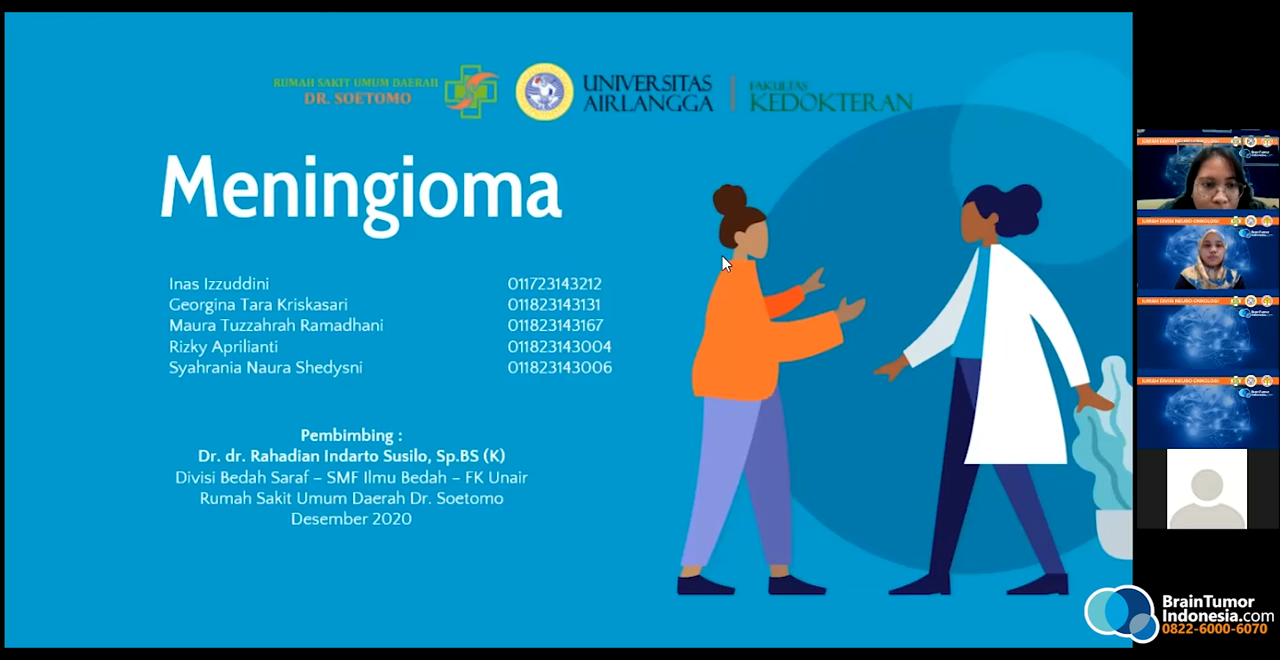 RUMAH SAKIT UMUM DAERAH
DR. SOETOMO
UNIVERSITAS
AIRLANGGA
FAKULTAS
KEDOKTERAN
Meningioma
Inas Izzuddini 011723143212
Georgina Tara Kriskasari 011823143131
Maura Tuzzahrah Ramadhani 011823143167
Rizky Aprilianti 011823143004
Syahrania Naura Shedysni 011823143006
Pembimbing :
Dr. dr. Rahadian Indarto Susilo, Sp.BS (K)
Divisi Bedah Saraf – SMF Ilmu Bedah – FK Unair
Rumah Sakit Umum Daerah Dr. Soetomo
Desember 2020
BrainTumor
Indonesia.com
0822-6000-6070